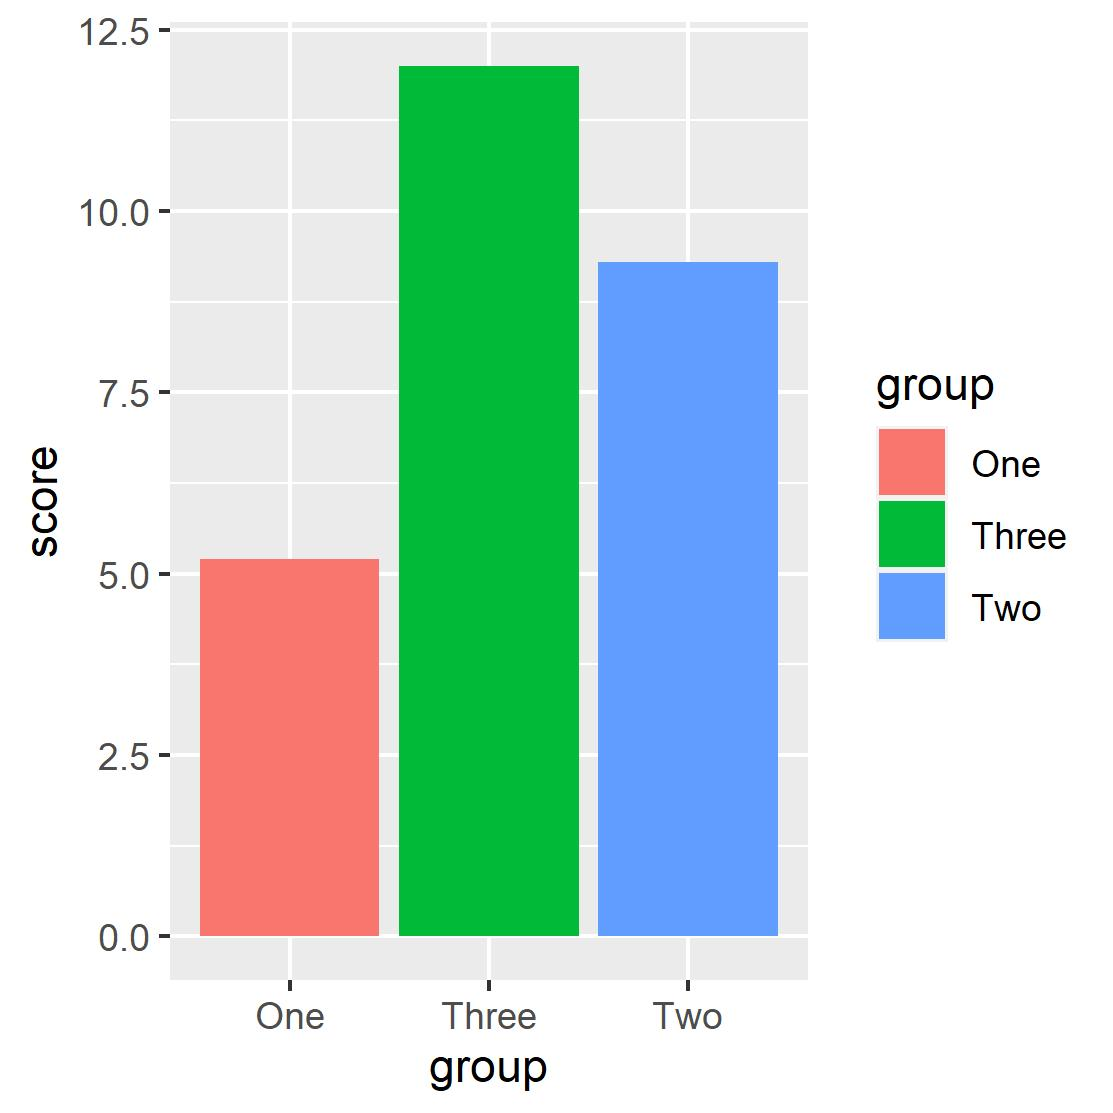 12.5
10.0
7.5
5.0
2.5
0.0
score
One Three Two
group
group
One
Three
Two